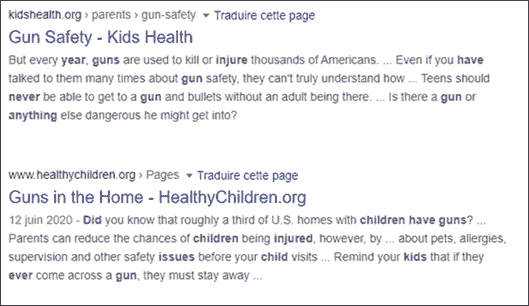 kidshealth.org › parents › gun-safety ▼ Traduire cette page
Gun Safety - Kids Health
But every year, guns are used to kill or injure thousands of Americans. ... Even if you have
talked to them many times about gun safety, they can't truly understand how ... Teens should
never be able to get to a gun and bullets without an adult being there. ... Is there a gun or
anything else dangerous he might get into?
www.healthychildren.org › Pages ▼ Traduire cette page
Guns in the Home - HealthyChildren.org
12 juin 2020 - Did you know that roughly a third of U.S. homes with children have guns? ...
Parents can reduce the chances of children being injured, however, by ... about pets, allergies,
supervision and other safety issues before your child visits ... Remind your kids that if they
ever come across a gun, they must stay away ...